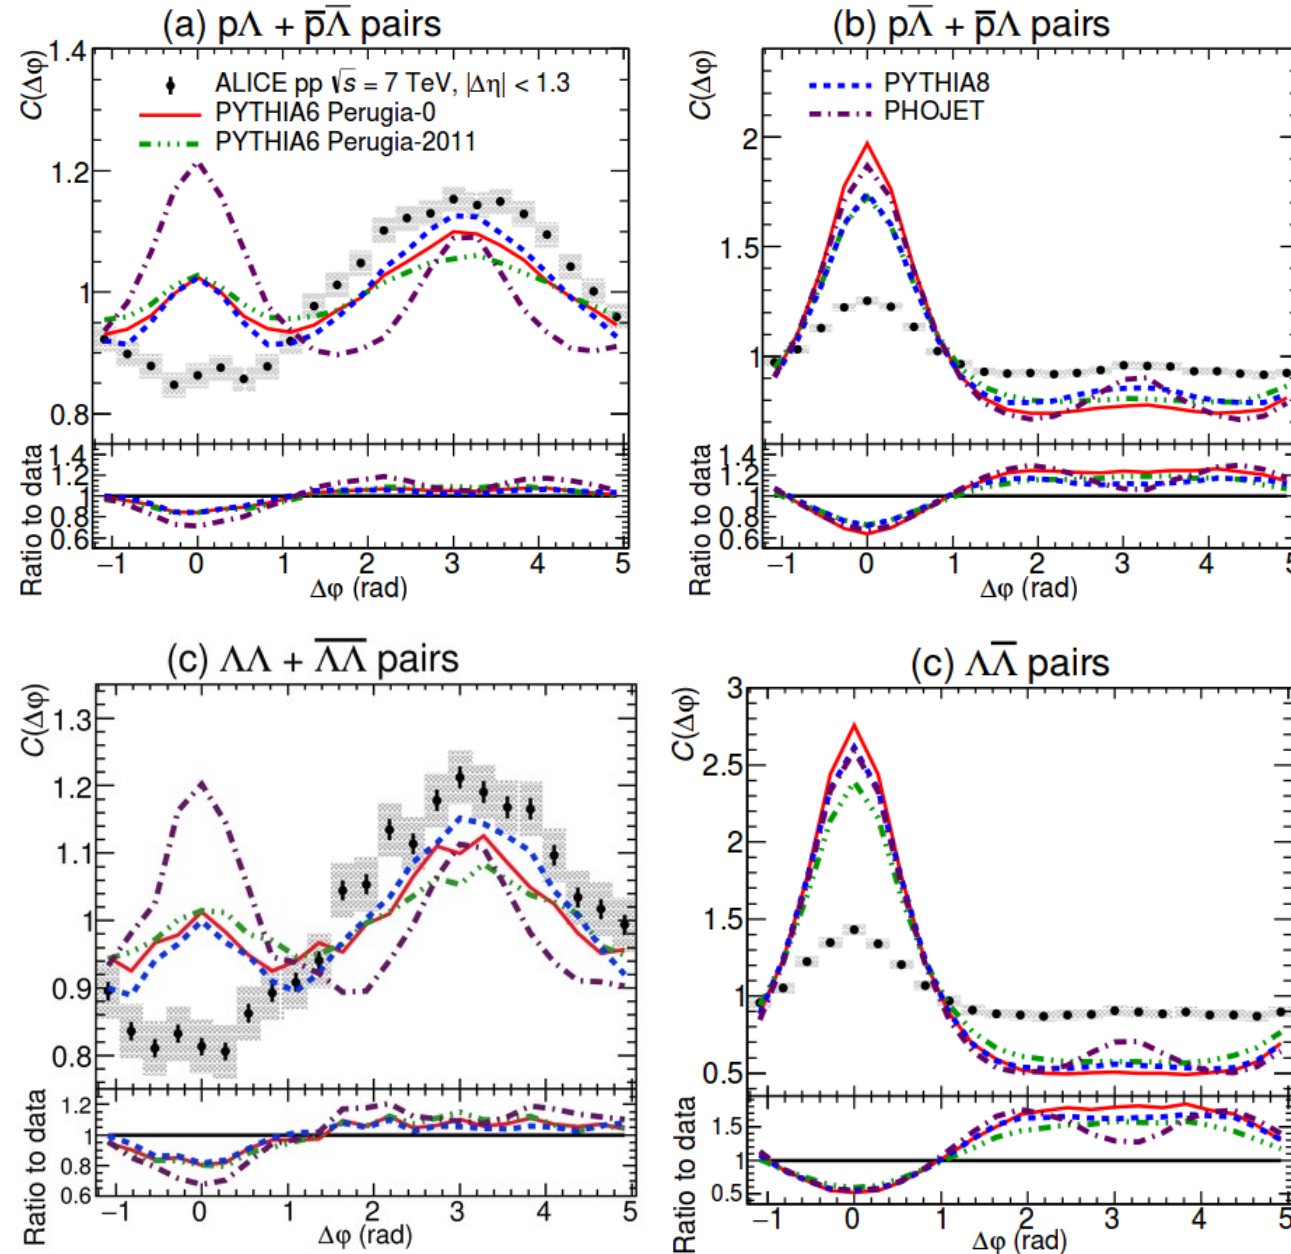 (a) pΛ + p̅Λ̅ pairs
C(Δφ)
1.4
1.2
1
0.8
ALICE pp √s = 7 TeV, |Δη| < 1.3
PYTHIA6 Perugia-0
PYTHIA6 Perugia-2011
Ratio to data
1.4
1.2
1
0.8
0.6
−1 0 1 2 3 4 5
Δφ (rad)
(b) pΛ̅ + p̅Λ pairs
C(Δφ)
2
1.5
1
PYTHIA8
PHOJET
Ratio to data
1.4
1.2
1
0.8
0.6
−1 0 1 2 3 4 5
Δφ (rad)
(c) ΛΛ + Λ̅Λ̅ pairs
C(Δφ)
1.3
1.2
1.1
1
0.9
0.8
Ratio to data
1.2
1
0.8
0.6
−1 0 1 2 3 4 5
Δφ (rad)
(c) ΛΛ̅ pairs
C(Δφ)
3
2.5
2
1.5
1
0.5
Ratio to data
1.5
1
0.5
−1 0 1 2 3 4 5
Δφ (rad)